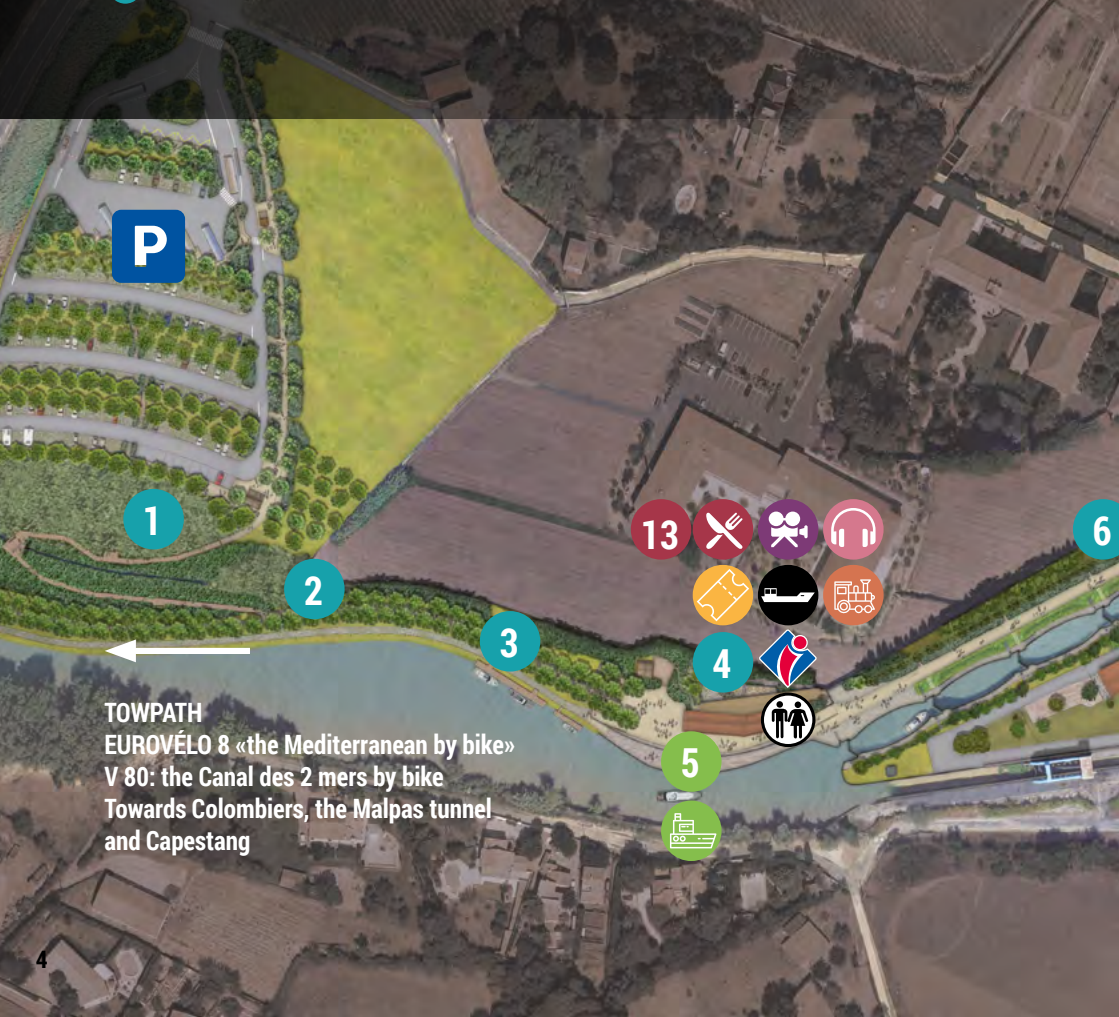 P
1
2
3
13
6
4
5
TOWPATH
EUROVÉLO 8 «the Mediterranean by bike»
V 80: the Canal des 2 mers by bike
Towards Colombiers, the Malpas tunnel
and Capestang
4